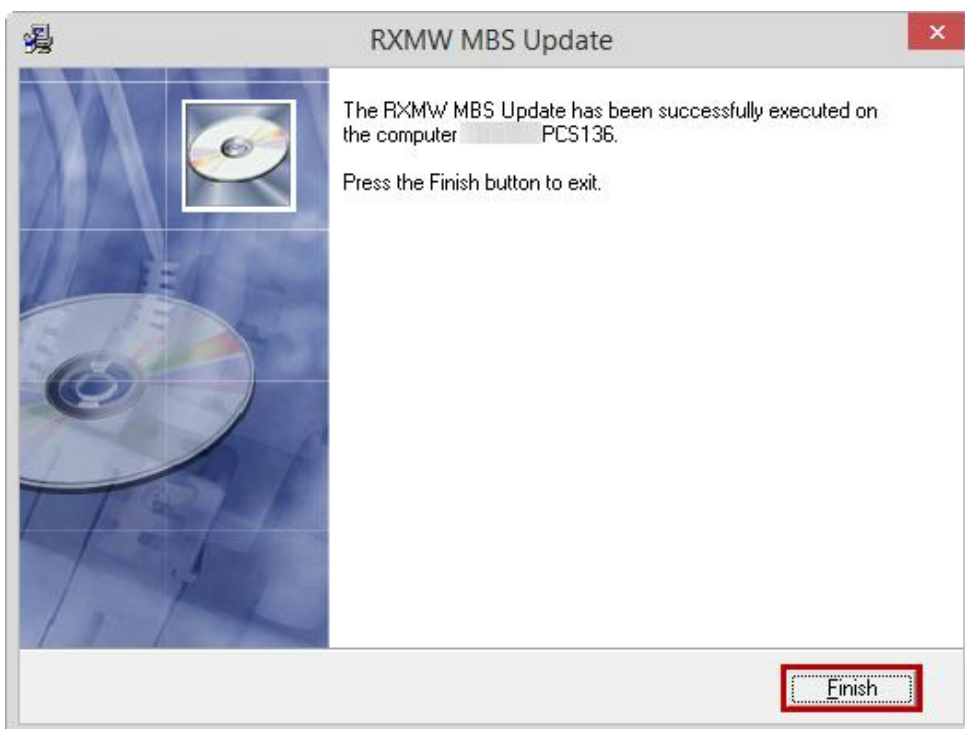 RXMW MBS Update
The RXMW MBS Update has been successfully executed on
the computer PCS136.
Press the Finish button to exit.
Finish